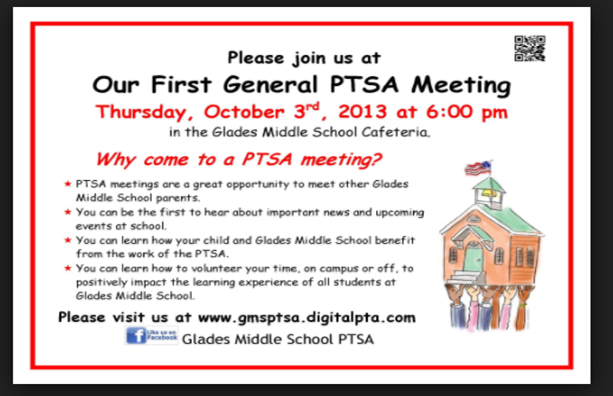 Please join us at
Our First General PTSA Meeting
Thursday, October 3rd, 2013 at 6:00 pm
in the Glades Middle School Cafeteria.
Why come to a PTSA meeting?
★ PTSA meetings are a great opportunity to meet other Glades
Middle School parents.
★ You can be the first to hear about important news and upcoming
events at school.
★ You can learn how your child and Glades Middle School benefit
from the work of the PTSA.
★ You can learn how to volunteer your time, on campus or off, to
positively impact the learning experience of all students at
Glades Middle School.
Please visit us at www.gmsptsa.digitalpta.com
f Like us on
Facebook
Glades Middle School PTSA